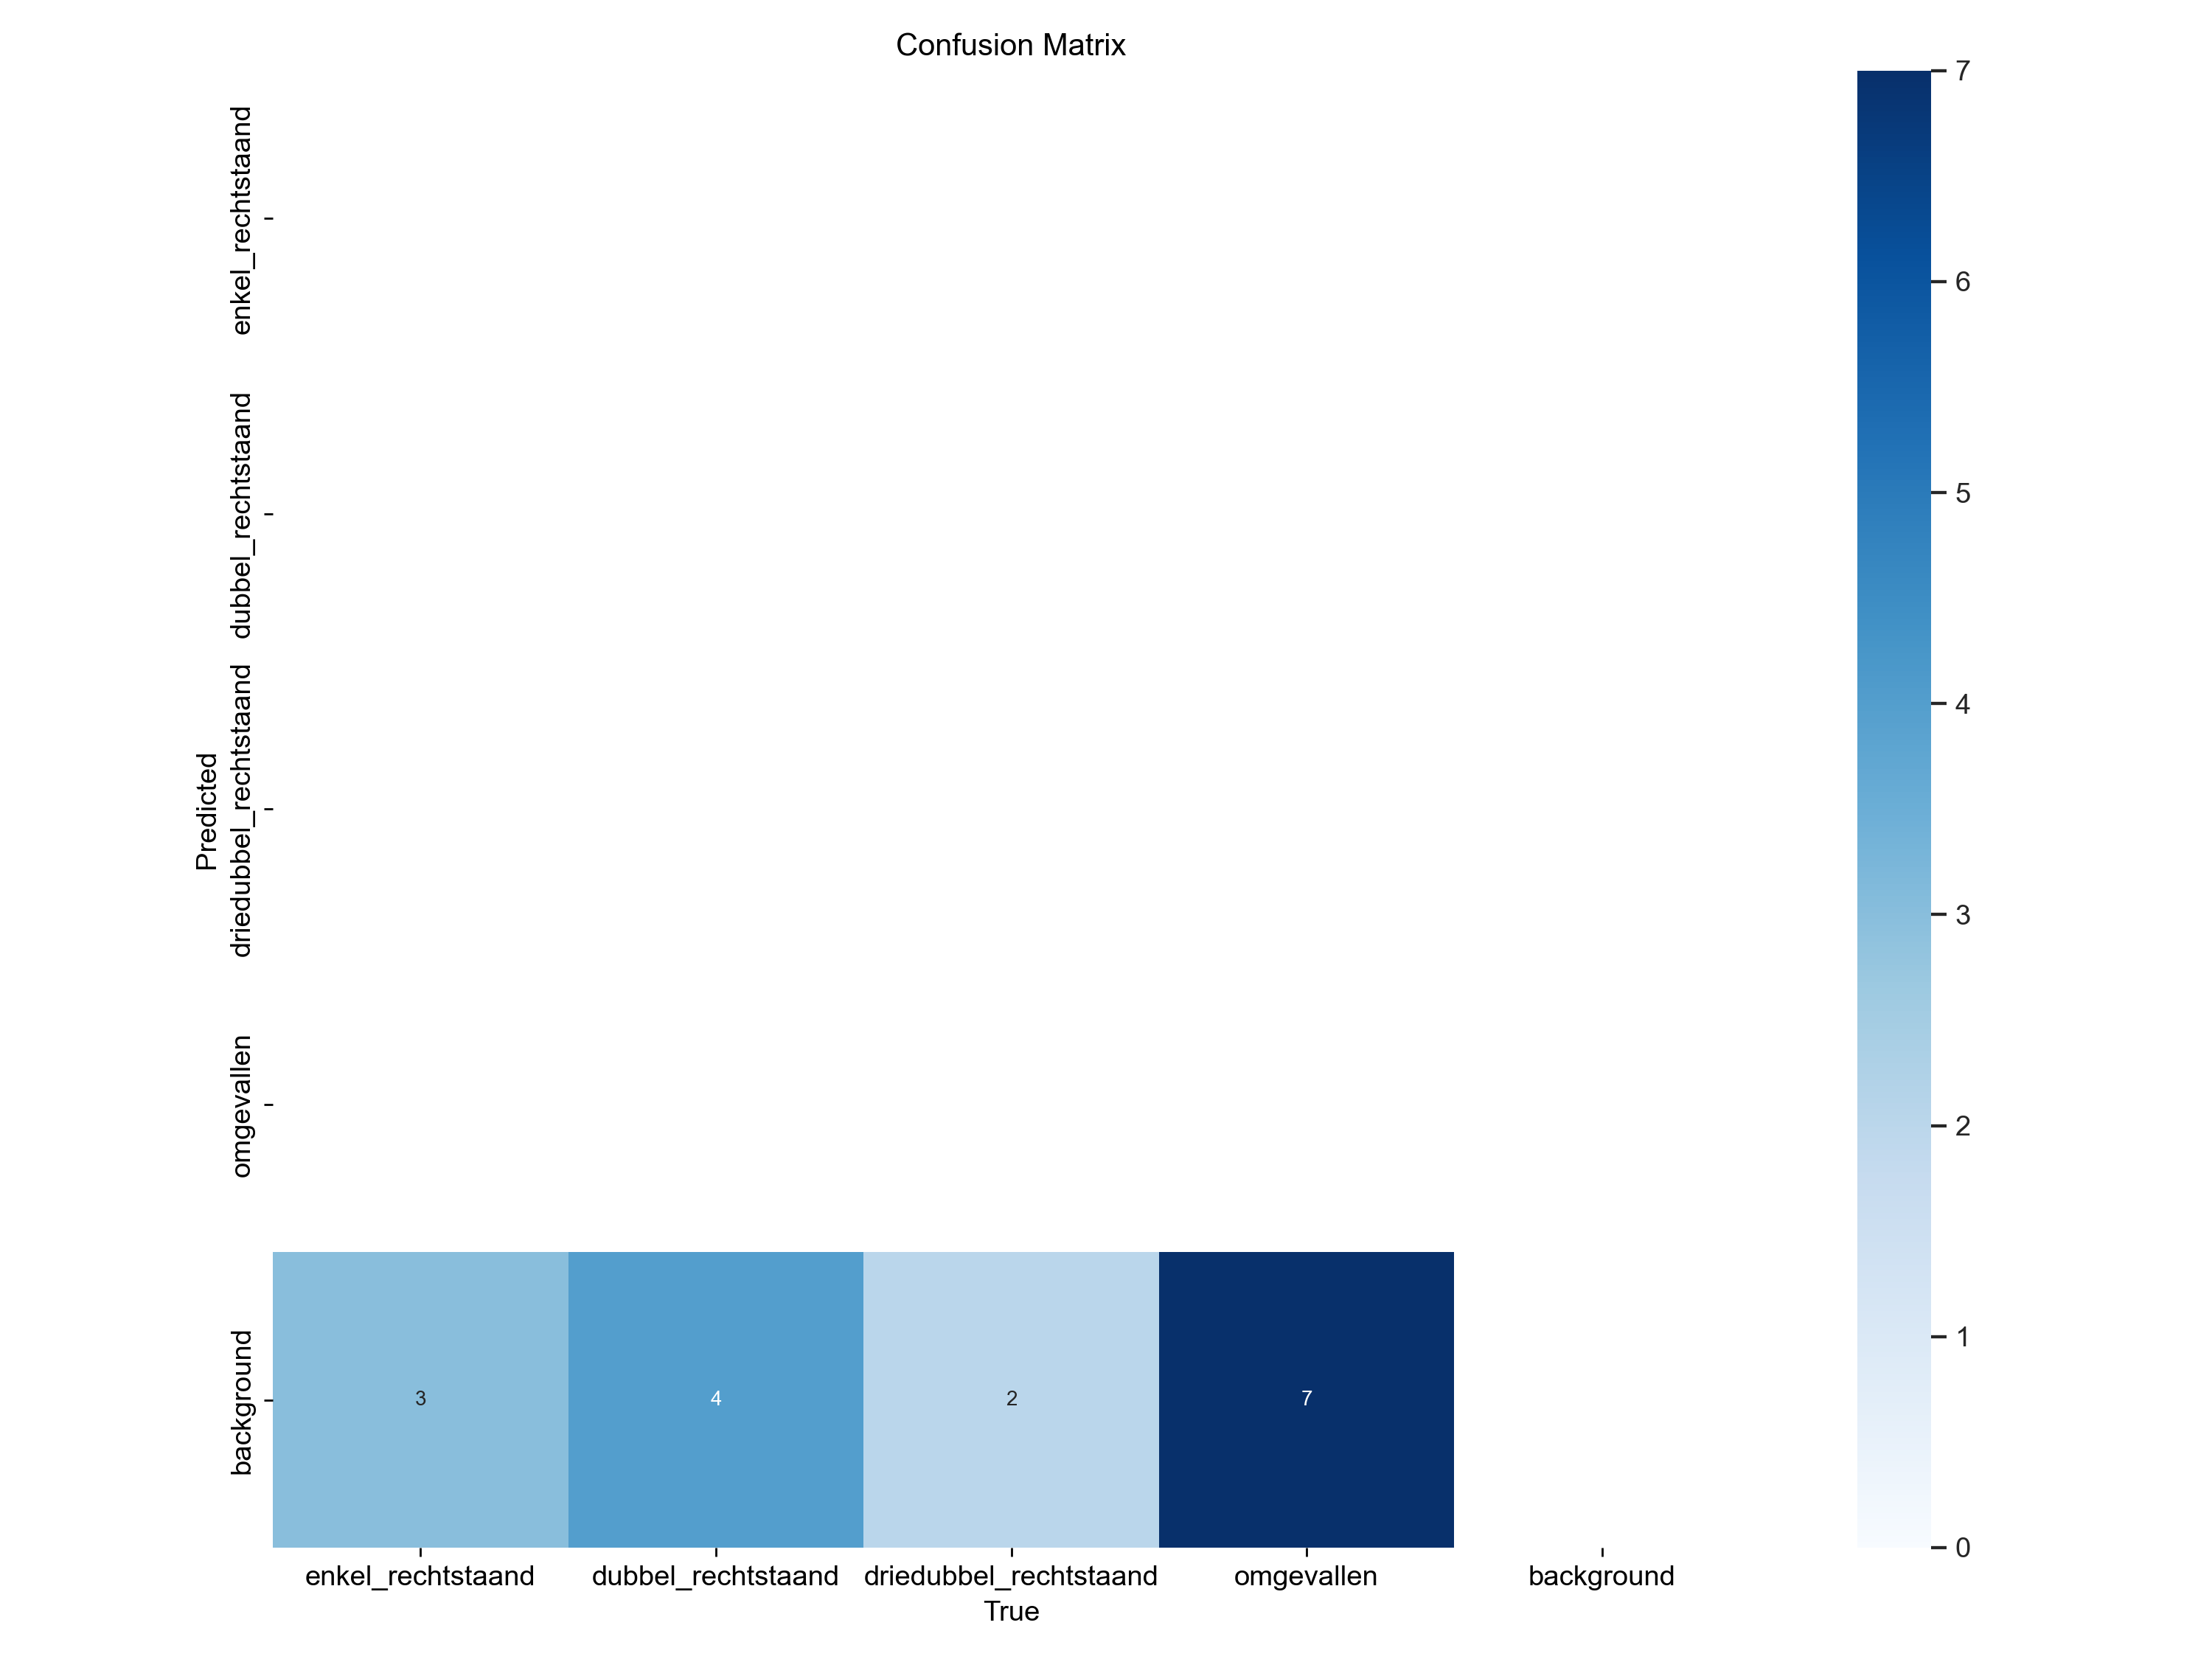 Confusion Matrix
Predicted
enkel_rechtstaand
dubbel_rechtstaand
driedubbel_rechtstaand
omgevallen
background
3 4 2 7
enkel_rechtstaand dubbel_rechtstaand driedubbel_rechtstaand omgevallen background
True
7
6
5
4
3
2
1
0